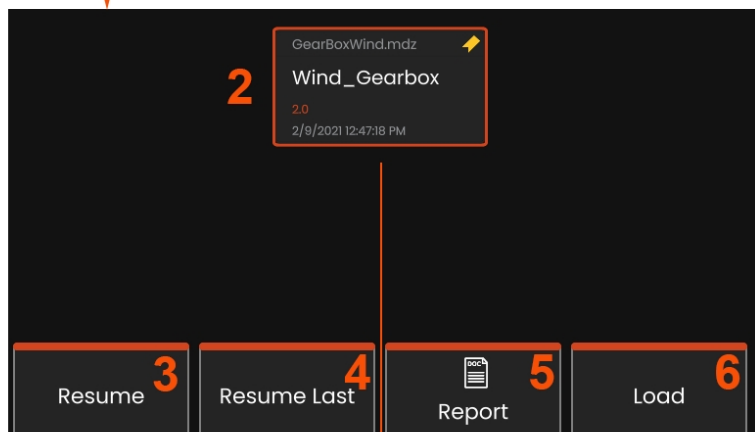 GearBoxWind.mdz
2
Wind_Gearbox
2.0
2/9/2021 12:47:18 PM
3
4
DOC
5
6
Resume
Resume Last
Report
Load